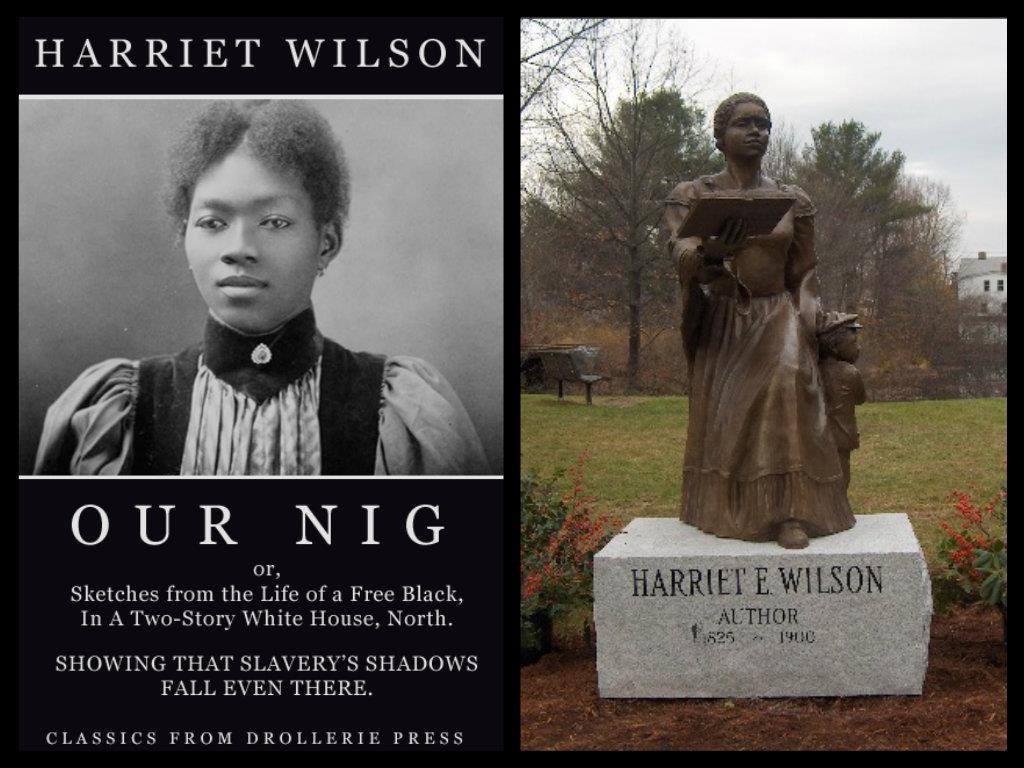 HARRIET WILSON
OUR NIG
or,
Sketches from the Life of a Free Black,
In A Two-Story White House, North.
SHOWING THAT SLAVERY'S SHADOWS
FALL EVEN THERE.
CLASSICS FROM DROLLERIE PRESS
HARRIET E. WILSON
AUTHOR
1825 ~ 1900